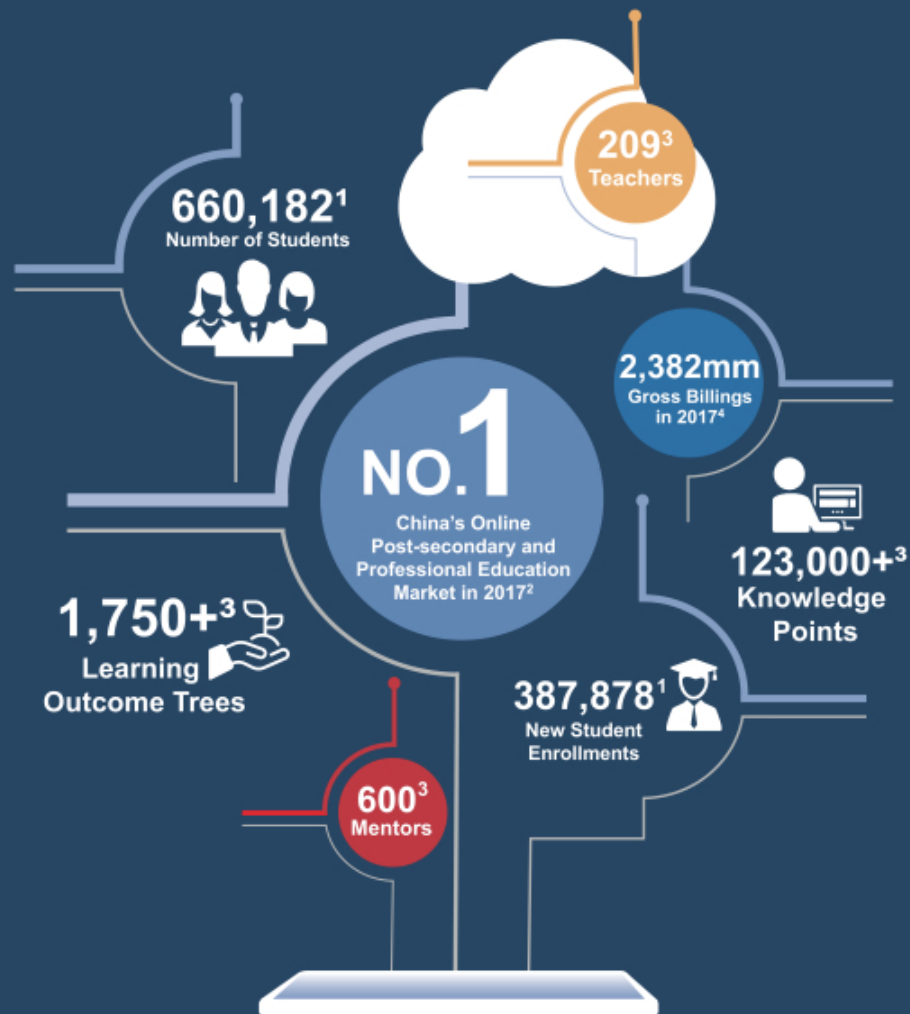 209³
Teachers
660,182¹
Number of Students
2,382mm
Gross Billings
in 2017⁴
NO.1
China's Online
Post-secondary and
Professional Education
Market in 2017²
123,000+³
Knowledge
Points
1,750+³
Learning
Outcome Trees
387,878¹
New Student
Enrollments
600³
Mentors